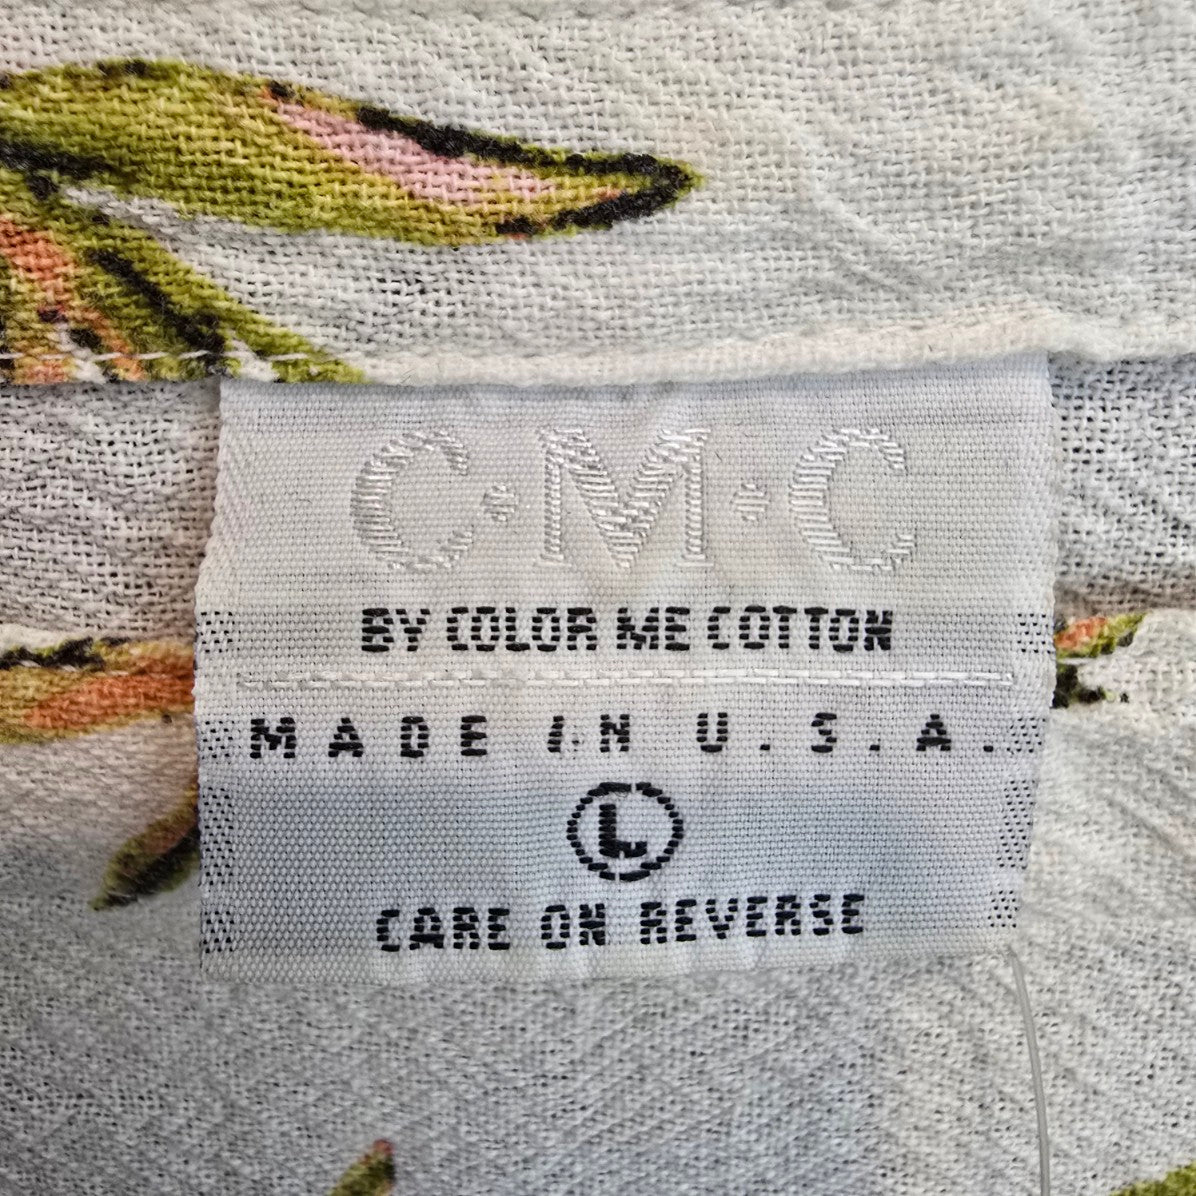 C·M·C
BY COLOR ME COTTON
MADE IN U.S.A.
L
CARE ON REVERSE